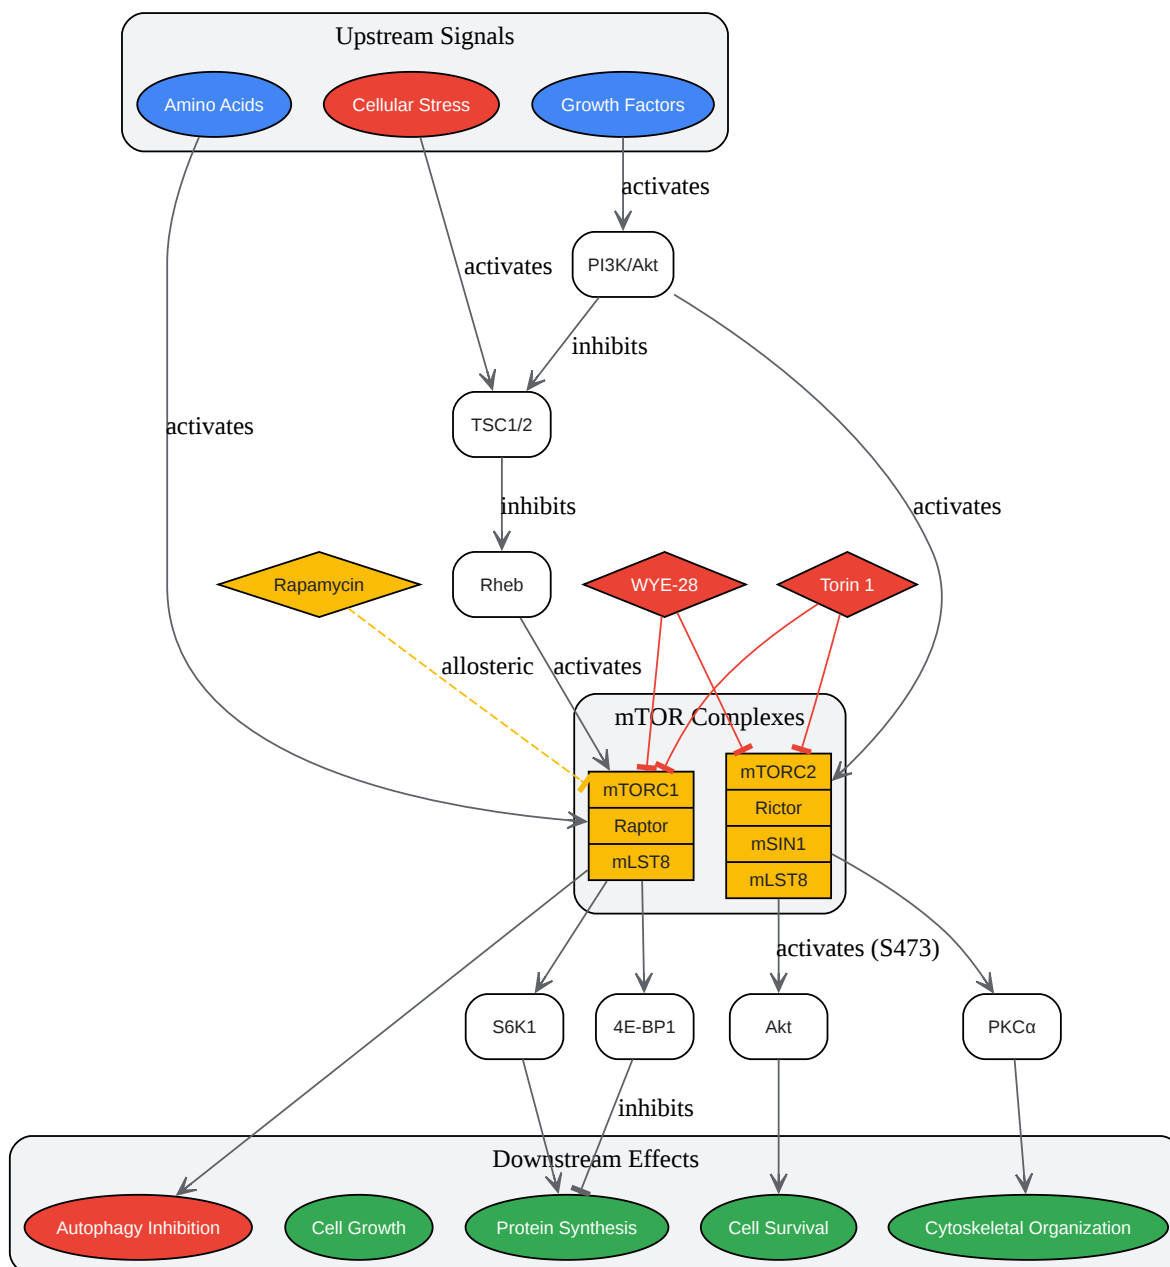 Upstream Signals
Amino Acids
Cellular Stress
Growth Factors
activates
PI3K/Akt
activates
inhibits
TSC1/2
activates
inhibits
activates
Rapamycin
Rheb
WYE-28
Torin 1
allosteric
activates
mTOR Complexes
mTORC1
Raptor
mLST8
mTORC2
Rictor
mSIN1
mLST8
activates (S473)
S6K1
4E-BP1
Akt
PKCα
inhibits
Downstream Effects
Autophagy Inhibition
Cell Growth
Protein Synthesis
Cell Survival
Cytoskeletal Organization